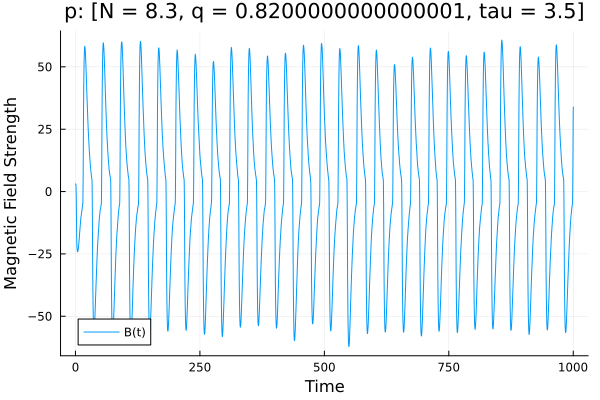 p: [N = 8.3, q = 0.8200000000000001, tau = 3.5]
Magnetic Field Strength
50
25
0
−25
−50
B(t)
0
250
500
750
1000
Time